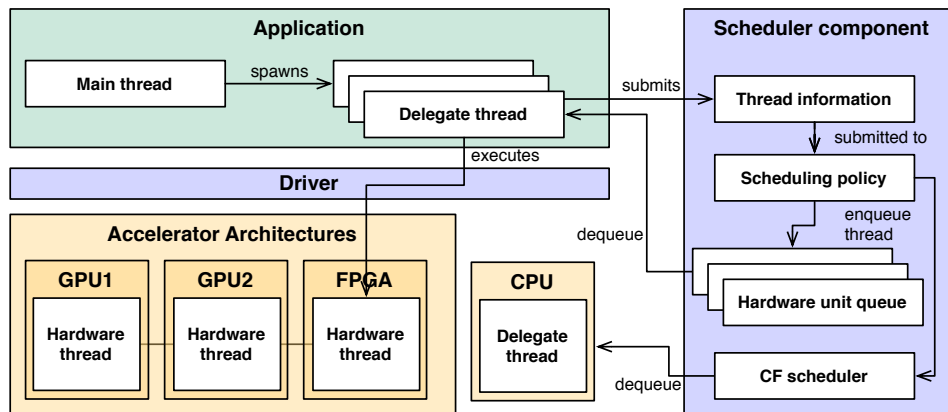 Application
Main thread
spawns
Delegate thread
submits
executes
Driver
Scheduler component
Thread information
submitted to
Scheduling policy
enqueue
thread
dequeue
Hardware unit queue
CF scheduler
dequeue
Accelerator Architectures
GPU1
Hardware
thread
GPU2
Hardware
thread
FPGA
Hardware
thread
CPU
Delegate
thread